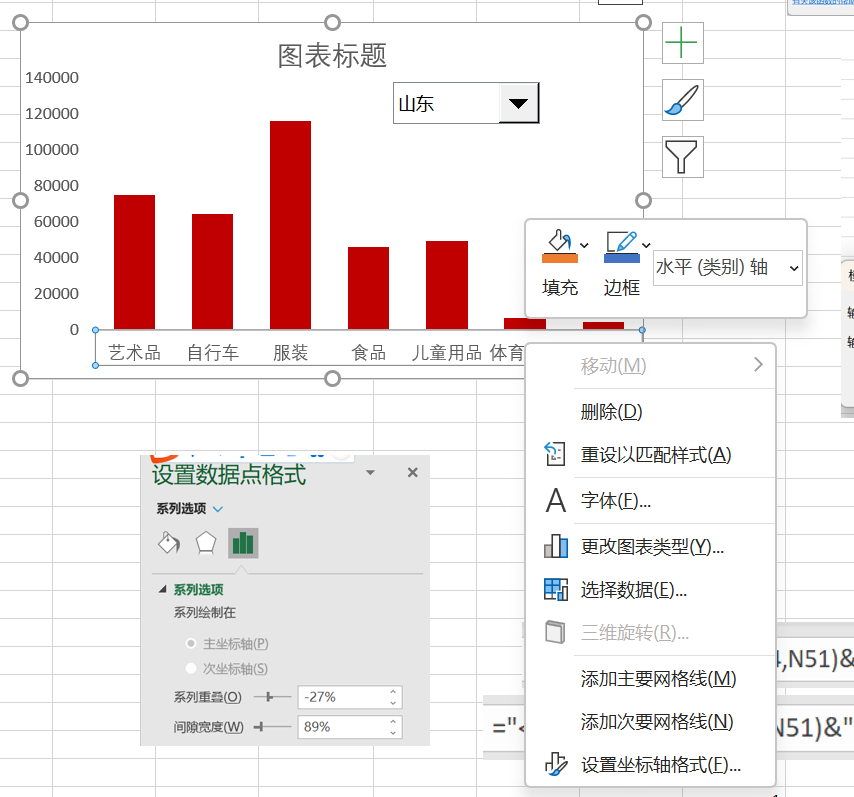 图表标题
140000
120000
100000
80000
60000
40000
20000
0
山东
艺术品 自行车 服装 食品 儿童用品 体育
填充 边框 水平 (类别) 轴
移动(M)
删除(D)
重设以匹配样式(A)
字体(F)...
更改图表类型(Y)...
选择数据(E)...
三维旋转(R)...
添加主要网格线(M)
添加次要网格线(N)
设置坐标轴格式(F)...
设置数据点格式
系列选项
系列选项
系列绘制在
主坐标轴(P)
次坐标轴(S)
系列重叠(O) -27%
间隙宽度(W) 89%
,N51)&
="<
N51)&"